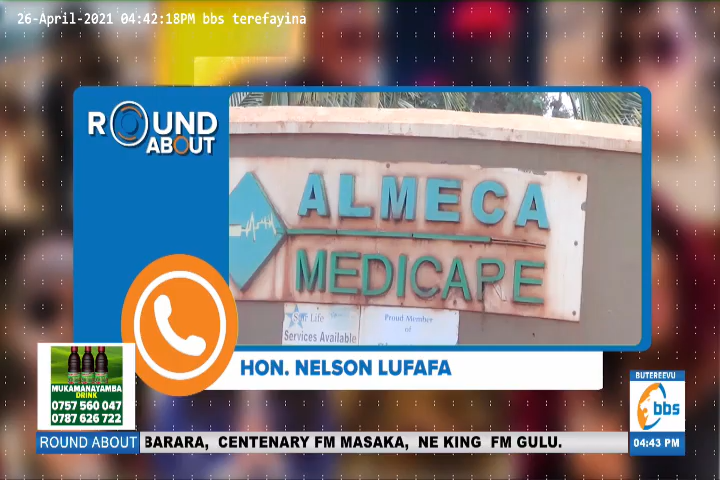 26-April-2021 04:42:18PM bbs terefayina
ROUND
ABOUT
ALMECA
MEDICARE
Life
Services Available
Proud Member
of
HON. NELSON LUFAFA
MUKAMANAYAMBA
DRINK
0757 560 047
0787 626 722
BUTEREEVU
bbs
04:43 PM
ROUND ABOUT
BARARA, CENTENARY FM MASAKA, NE KING FM GULU.